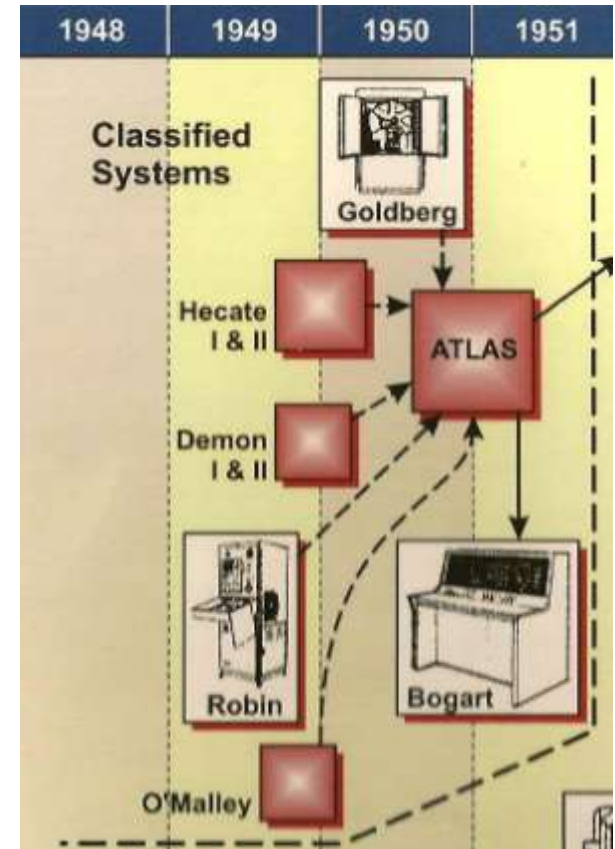 1948 1949 1950 1951
Classified
Systems
Goldberg
Hecate
I & II
ATLAS
Demon
I & II
Robin
Bogart
O'Malley